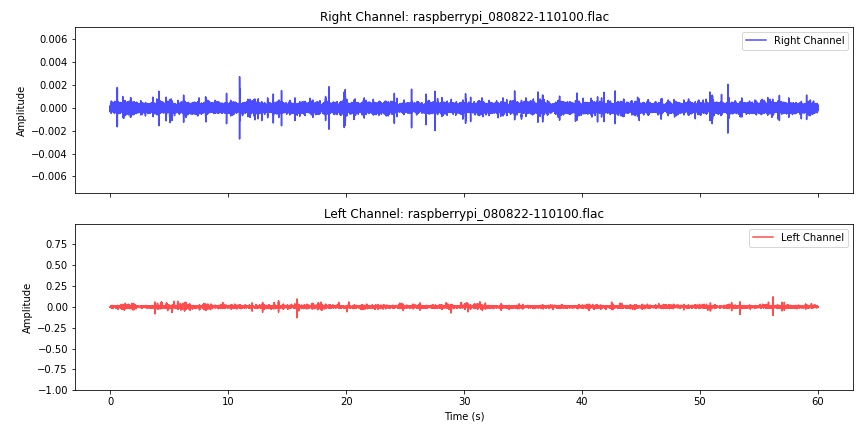 Right Channel: raspberrypi_080822-110100.flac
0.006
0.004
0.002
0.000
−0.002
−0.004
−0.006
Amplitude
Right Channel
Left Channel: raspberrypi_080822-110100.flac
0.75
0.50
0.25
0.00
−0.25
−0.50
−0.75
−1.00
Amplitude
Left Channel
0 10 20 30 40 50 60
Time (s)